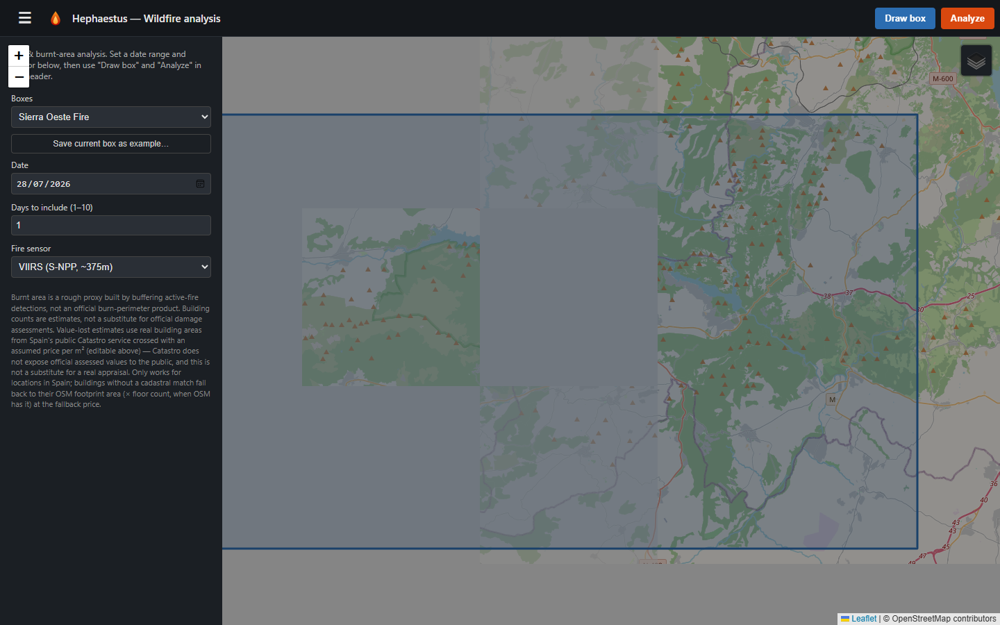 Hephaestus — Wildfire analysis
Draw box
Analyze
+
−
& burnt-area analysis. Set a date range and
or below, then use "Draw box" and "Analyze" in
eader.
Boxes
Sierra Oeste Fire
Save current box as example…
Date
28/07/2026
Days to include (1–10)
1
Fire sensor
VIIRS (S-NPP, ~375m)
Burnt area is a rough proxy built by buffering active-fire
detections, not an official burn-perimeter product. Building
counts are estimates, not a substitute for official damage
assessments. Value-lost estimates use real building areas
from Spain's public Catastro service crossed with an
assumed price per m² (editable above) — Catastro does
not expose official assessed values to the public, and this is
not a substitute for a real appraisal. Only works for
locations in Spain; buildings without a cadastral match fall
back to their OSM footprint area (× floor count, when OSM
has it) at the fallback price.
M-600
38
37
25
30
M
36
40
43
43
45
47
49
Leaflet | © OpenStreetMap contributors